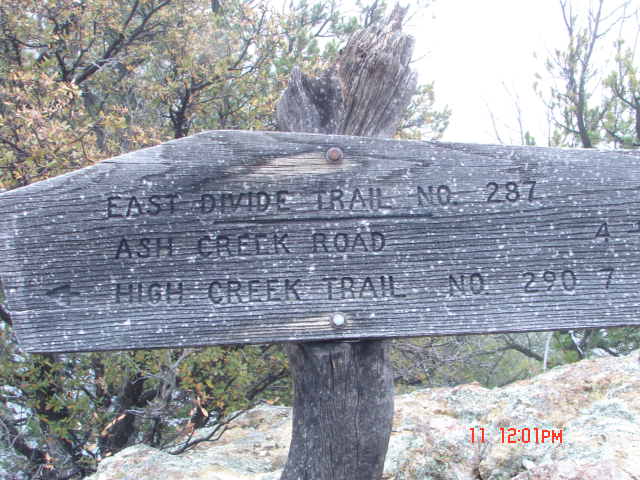 EAST DIVIDE TRAIL NO. 287
ASH CREEK ROAD 4
HIGH CREEK TRAIL NO. 290 7
11 12:01PM